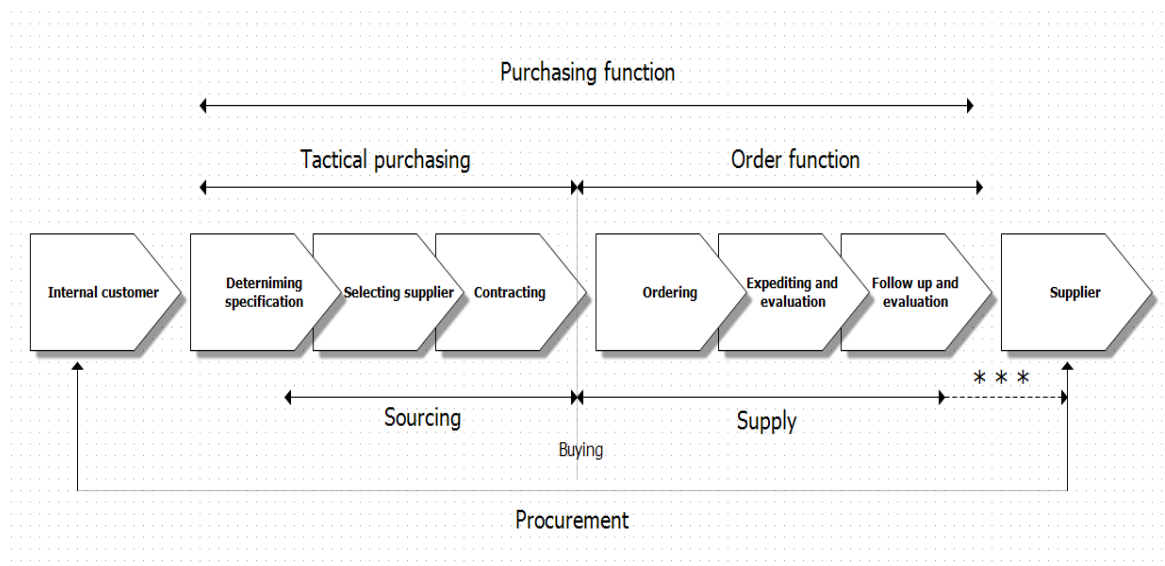 Purchasing function
Tactical purchasing
Order function
Internal customer
Deterniming
specification
Selecting supplier
Contracting
Ordering
Expediting and
evaluation
Follow up and
evaluation
Supplier
* * *
Sourcing
Supply
Buying
Procurement